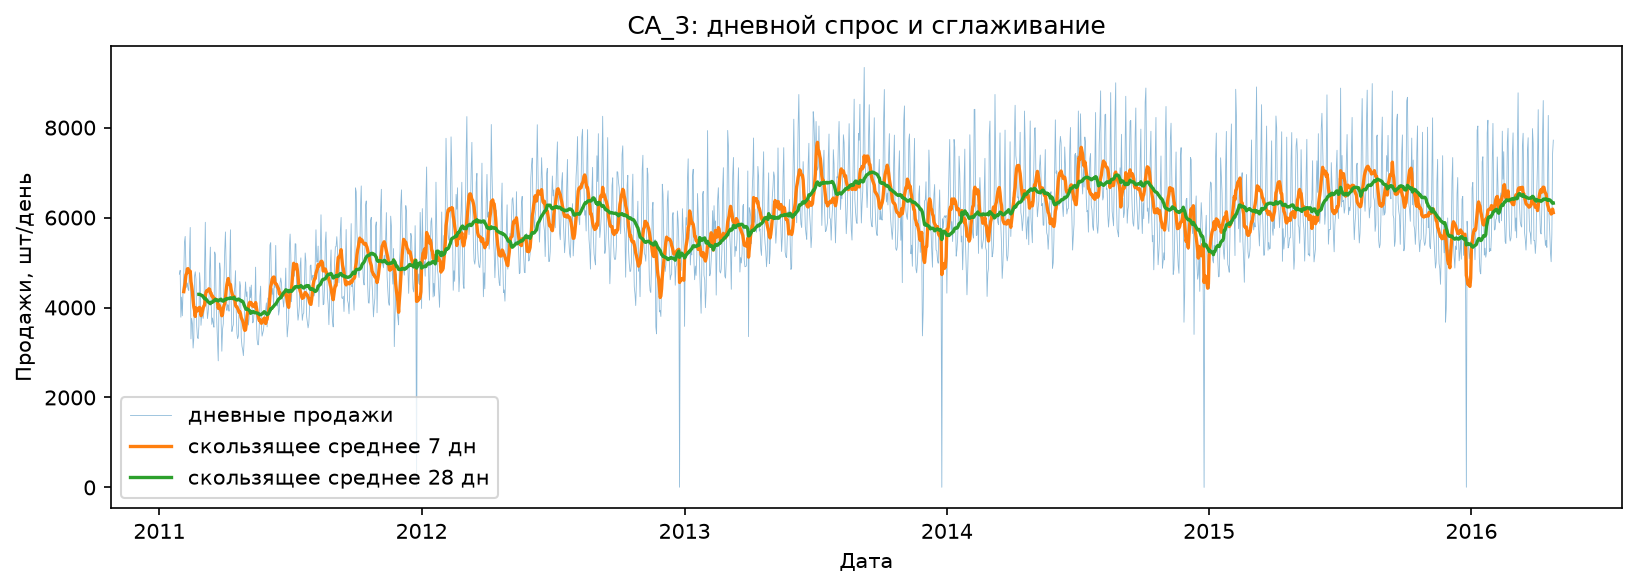 CA_3: дневной спрос и сглаживание
Продажи, шт/день
8000
6000
4000
2000
0
дневные продажи
скользящее среднее 7 дн
скользящее среднее 28 дн
2011
2012
2013
2014
2015
2016
Дата